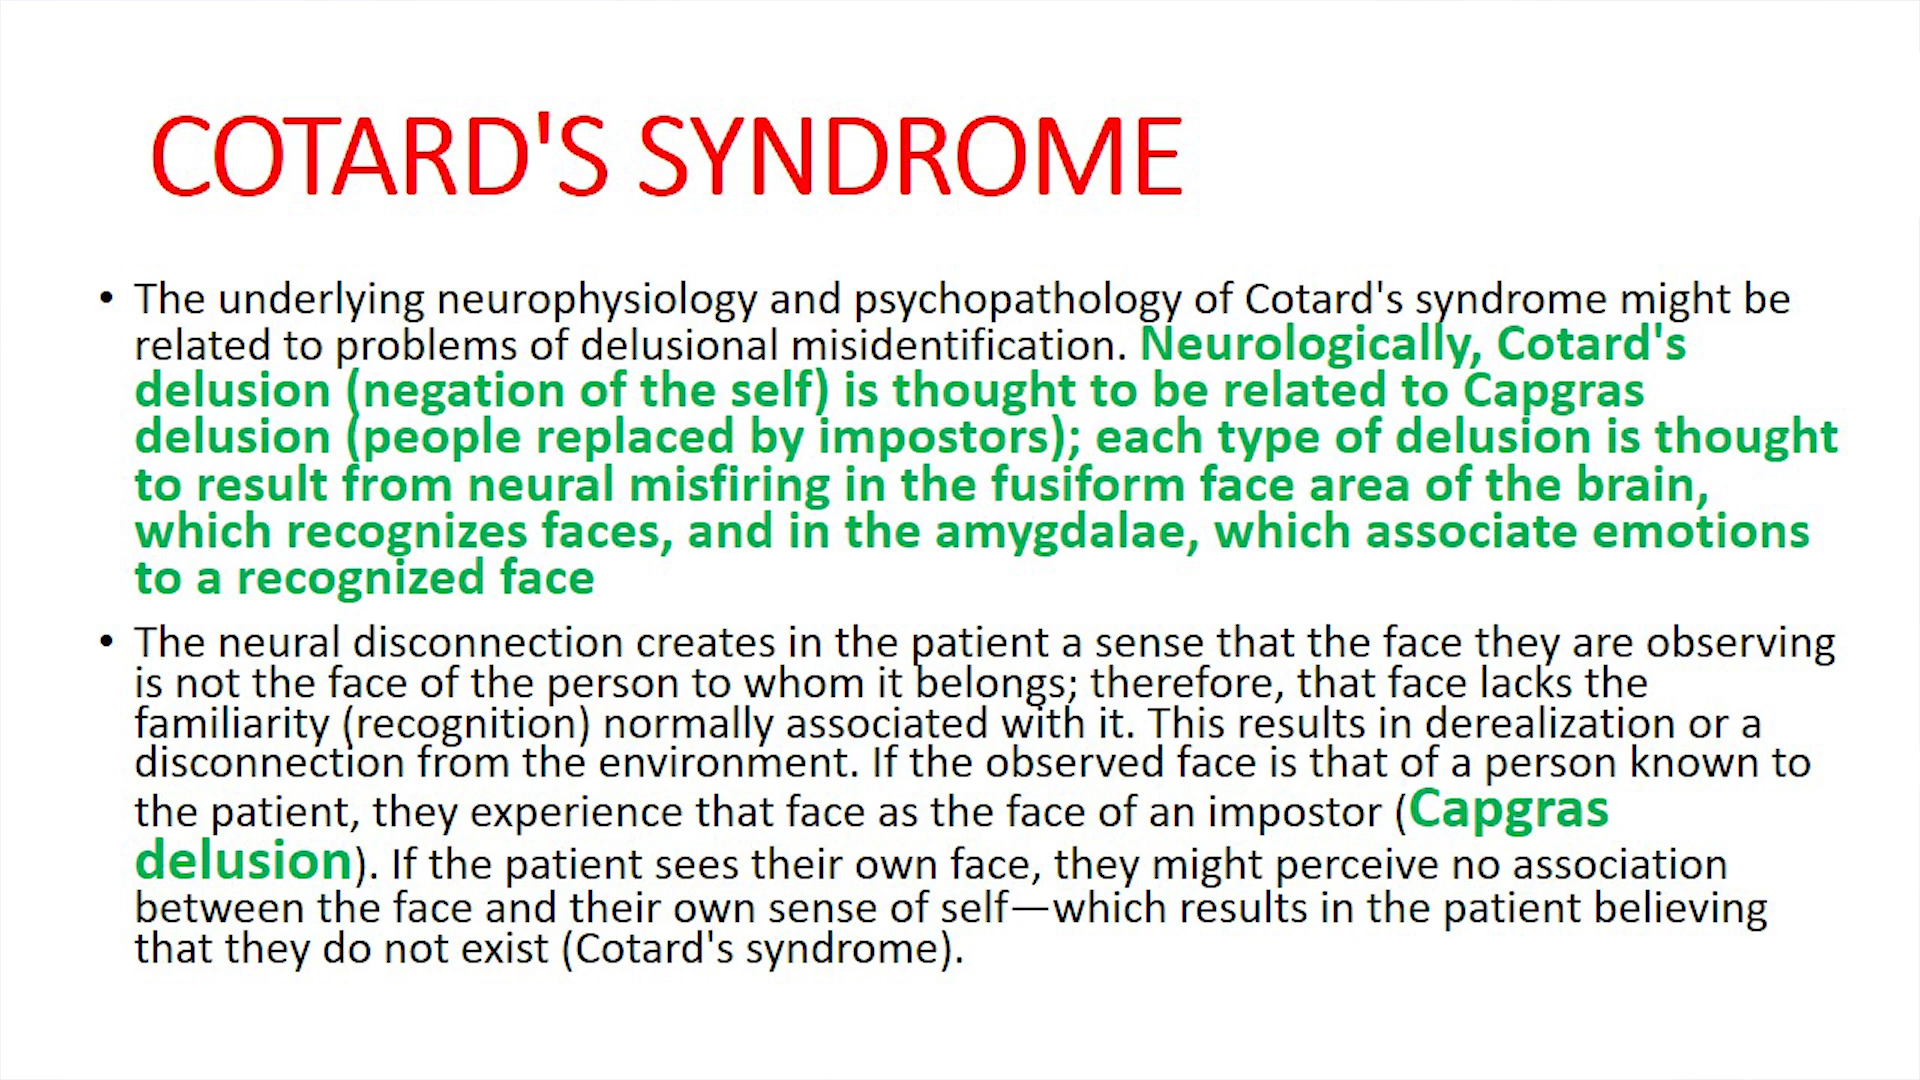 COTARD'S SYNDROME
• The underlying neurophysiology and psychopathology of Cotard's syndrome might be
related to problems of delusional misidentification. Neurologically, Cotard's
delusion (negation of the self) is thought to be related to Capgras
delusion (people replaced by impostors); each type of delusion is thought
to result from neural misfiring in the fusiform face area of the brain,
which recognizes faces, and in the amygdalae, which associate emotions
to a recognized face
• The neural disconnection creates in the patient a sense that the face they are observing
is not the face of the person to whom it belongs; therefore, that face lacks the
familiarity (recognition) normally associated with it. This results in derealization or a
disconnection from the environment. If the observed face is that of a person known to
the patient, they experience that face as the face of an impostor (Capgras
delusion). If the patient sees their own face, they might perceive no association
between the face and their own sense of self—which results in the patient believing
that they do not exist (Cotard's syndrome).